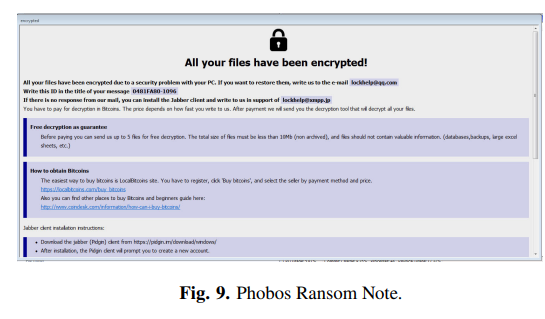 encrypted
All your files have been encrypted!
All your files have been encrypted due to a security problem with your PC. If you want to restore them, write us to the e-mail lockhelp@qq.com
Write this ID in the title of your message 0481FA80-1096
If there is no response from our mail, you can install the Jabber client and write to us in support of lockhelp@xmpp.jp
You have to pay for decryption in Bitcoins. The price depends on how fast you write to us. After payment we will send you the decryption tool that will decrypt all your files.
Free decryption as guarantee
Before paying you can send us up to 5 files for free decryption. The total size of files must be less than 10Mb (non archived), and files should not contain valuable information. (databases,backups, large excel
sheets, etc.)
How to obtain Bitcoins
The easiest way to buy bitcoins is LocalBitcoins site. You have to register, click 'Buy bitcoins', and select the seller by payment method and price.
https://localbitcoins.com/buy_bitcoins
Also you can find other places to buy Bitcoins and beginners guide here:
http://www.coindesk.com/information/how-can-i-buy-bitcoins/
Jabber client installation instructions:
• Download the jabber (Pidgin) client from https://pidgin.im/download/windows/
• After installation, the Pidgin client will prompt you to create a new account.
Fig. 9. Phobos Ransom Note.